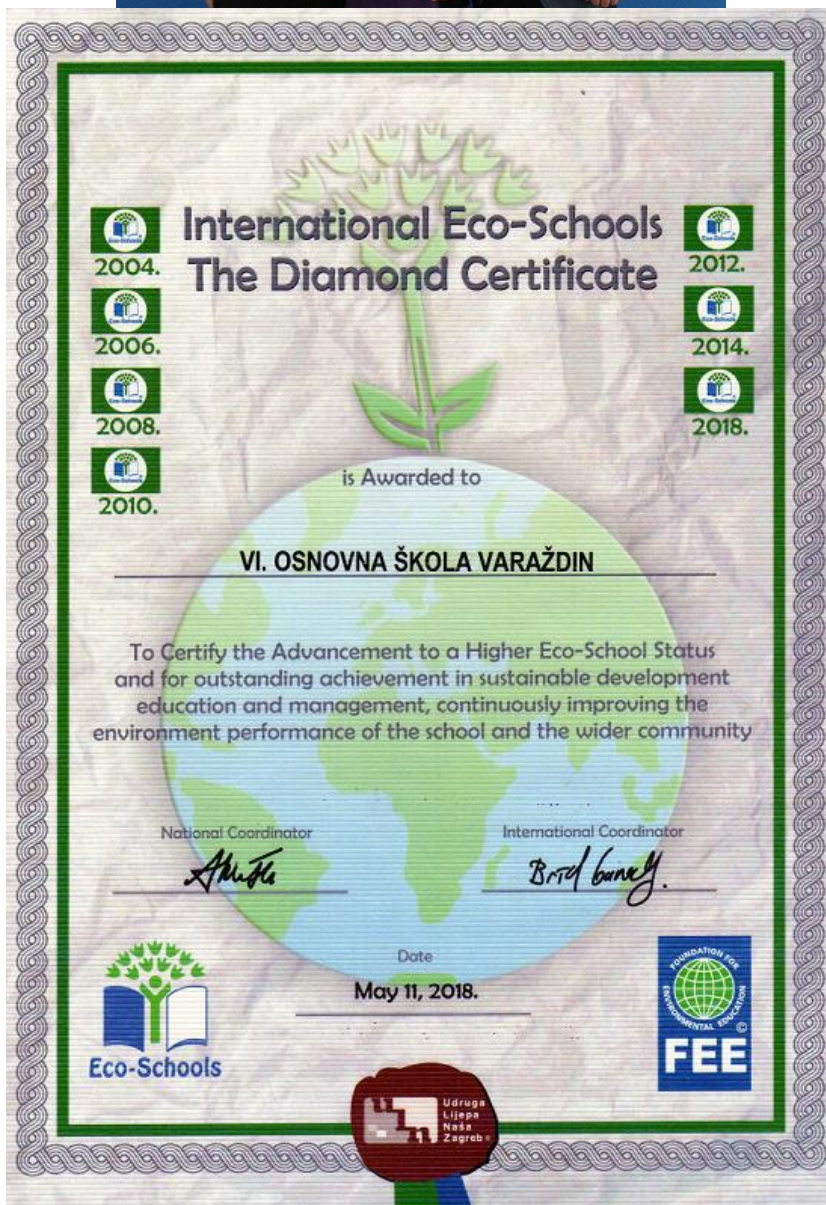 International Eco-Schools
The Diamond Certificate
2004.
2006.
2008.
2010.
2012.
2014.
2018.
is Awarded to
VI. OSNOVNA ŠKOLA VARAŽDIN
To Certify the Advancement to a Higher Eco-School Status
and for outstanding achievement in sustainable development
education and management, continuously improving the
environment performance of the school and the wider community
National Coordinator
International Coordinator
Date
May 11, 2018.
Eco-Schools
FOUNDATION FOR
ENVIRONMENTAL EDUCATION
©
FEE
Udruga
Lijepa
Naša
Zagreb